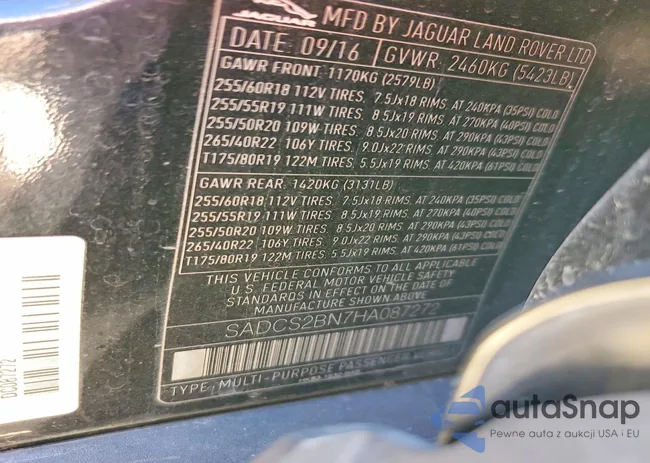 JAGUAR
MFD BY JAGUAR LAND ROVER LTD
DATE: 09/16 GVWR 2460KG (5423LB)
GAWR FRONT: 1170KG (2579LB)
255/60R18 112V TIRES, 7.5Jx18 RIMS, AT 240KPA (35PSI) COLD
255/55R19 111W TIRES, 8.5Jx19 RIMS, AT 270KPA (40PSI) COLD
255/50R20 109W TIRES, 8.5Jx20 RIMS, AT 290KPA (43PSI) COLD
265/40R22 106Y TIRES, 9.0Jx22 RIMS, AT 290KPA (43PSI) COLD
T175/80R19 122M TIRES, 5.5Jx19 RIMS, AT 420KPA (61PSI) COLD
GAWR REAR: 1420KG (3131LB)
255/60R18 112V TIRES, 7.5Jx18 RIMS, AT 240KPA (35PSI) COLD
255/55R19 111W TIRES, 8.5Jx19 RIMS, AT 270KPA (40PSI) COLD
255/50R20 109W TIRES, 8.5Jx20 RIMS, AT 290KPA (43PSI) COLD
265/40R22 106Y TIRES, 9.0Jx22 RIMS, AT 290KPA (43PSI) COLD
T175/80R19 122M TIRES, 5.5Jx19 RIMS, AT 420KPA (61PSI) COLD
THIS VEHICLE CONFORMS TO ALL APPLICABLE
U.S. FEDERAL MOTOR VEHICLE SAFETY
STANDARDS IN EFFECT ON THE DATE OF
MANUFACTURE SHOWN ABOVE
SADCS2BN7HA087272
TYPE: MULTI-PURPOSE PASSENGER
autaSnap
Pewne auta z aukcji USA i EU